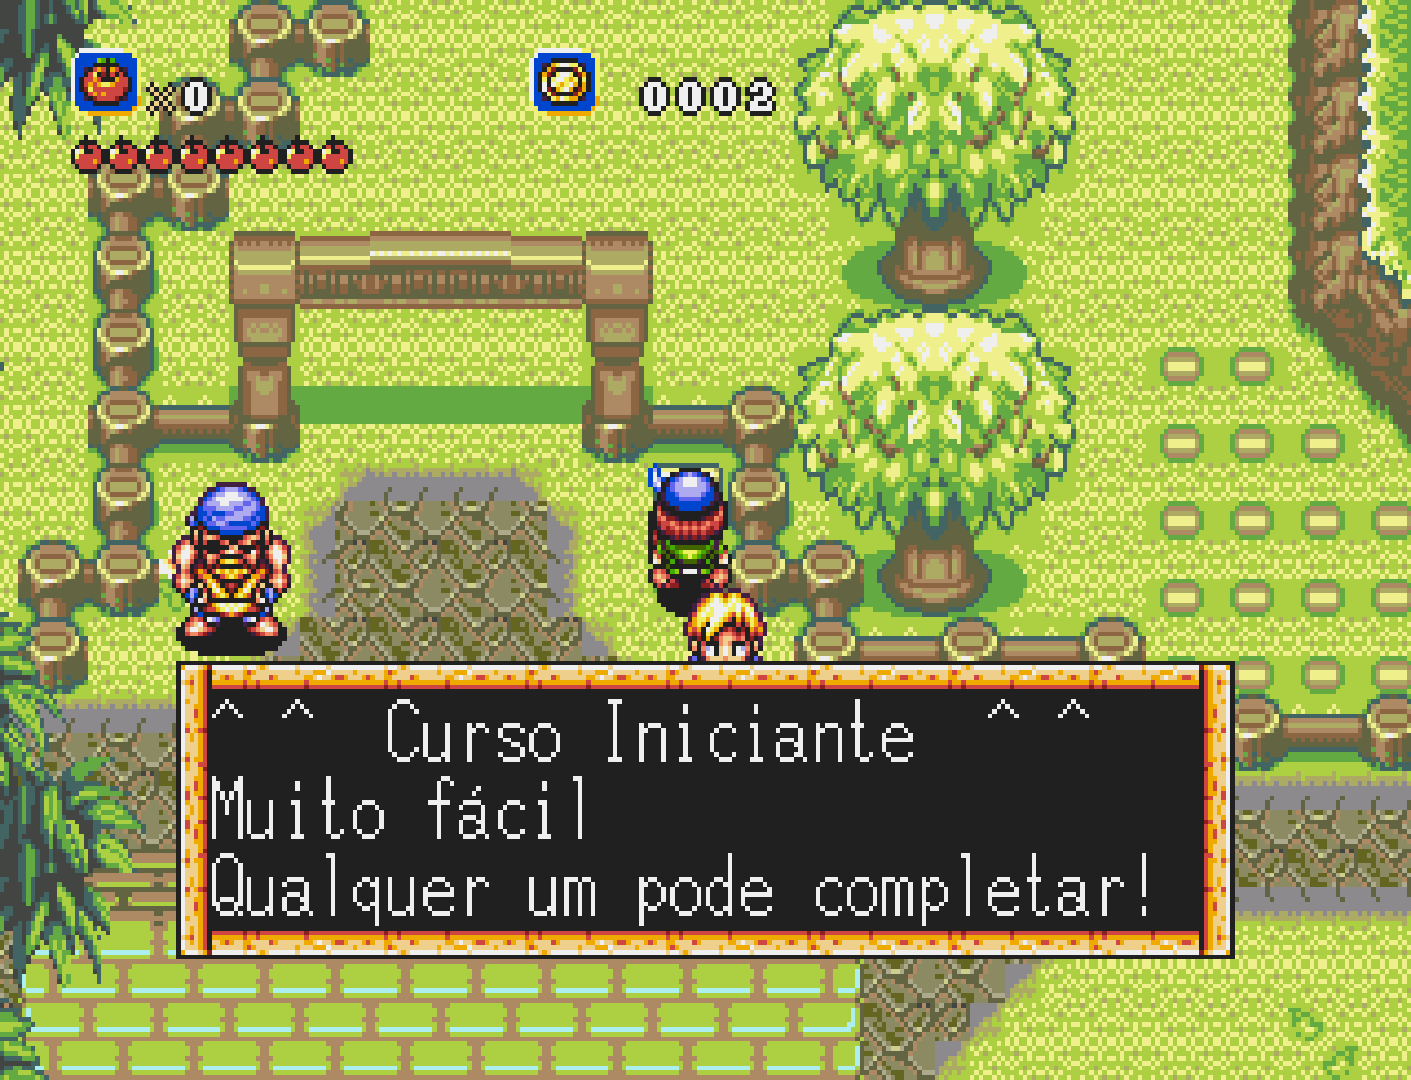 ×0
0002
^ ^ Curso Iniciante ^ ^
Muito fácil
Qualquer um pode completar!